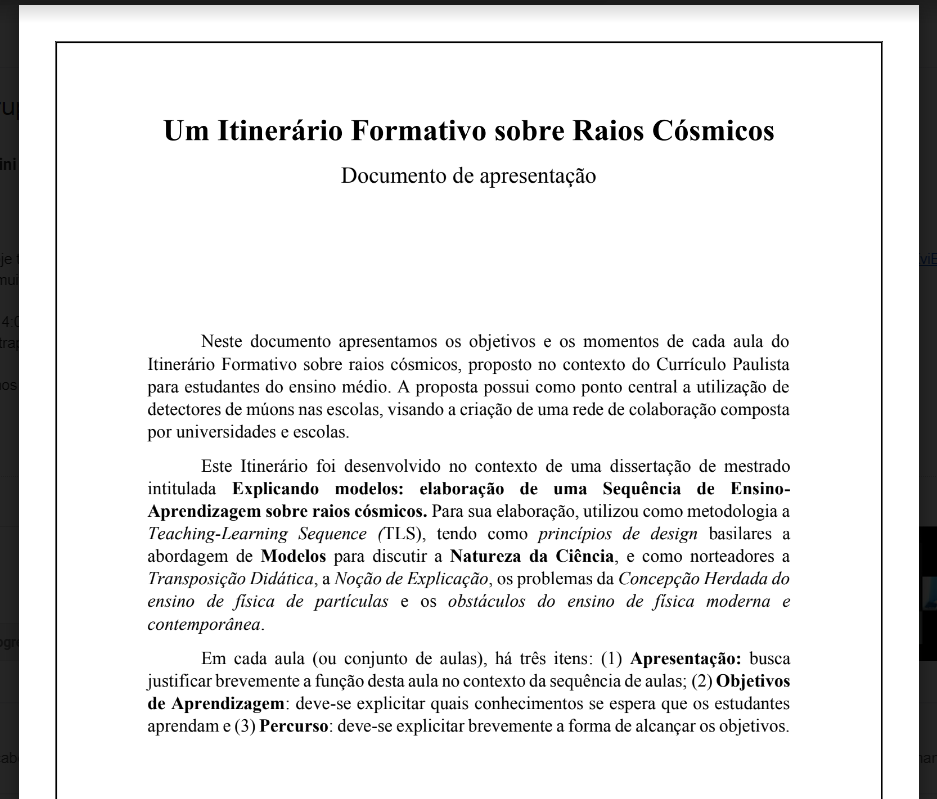 Um Itinerário Formativo sobre Raios Cósmicos
Documento de apresentação
Neste documento apresentamos os objetivos e os momentos de cada aula do
Itinerário Formativo sobre raios cósmicos, proposto no contexto do Currículo Paulista
para estudantes do ensino médio. A proposta possui como ponto central a utilização de
detectores de múons nas escolas, visando a criação de uma rede de colaboração composta
por universidades e escolas.
Este Itinerário foi desenvolvido no contexto de uma dissertação de mestrado
intitulada Explicando modelos: elaboração de uma Sequência de Ensino-
Aprendizagem sobre raios cósmicos. Para sua elaboração, utilizou como metodologia a
Teaching-Learning Sequence (TLS), tendo como princípios de design basilares a
abordagem de Modelos para discutir a Natureza da Ciência, e como norteadores a
Transposição Didática, a Noção de Explicação, os problemas da Concepção Herdada do
ensino de física de partículas e os obstáculos do ensino de física moderna e
contemporânea.
Em cada aula (ou conjunto de aulas), há três itens: (1) Apresentação: busca
justificar brevemente a função desta aula no contexto da sequência de aulas; (2) Objetivos
de Aprendizagem: deve-se explicitar quais conhecimentos se espera que os estudantes
aprendam e (3) Percurso: deve-se explicitar brevemente a forma de alcançar os objetivos.